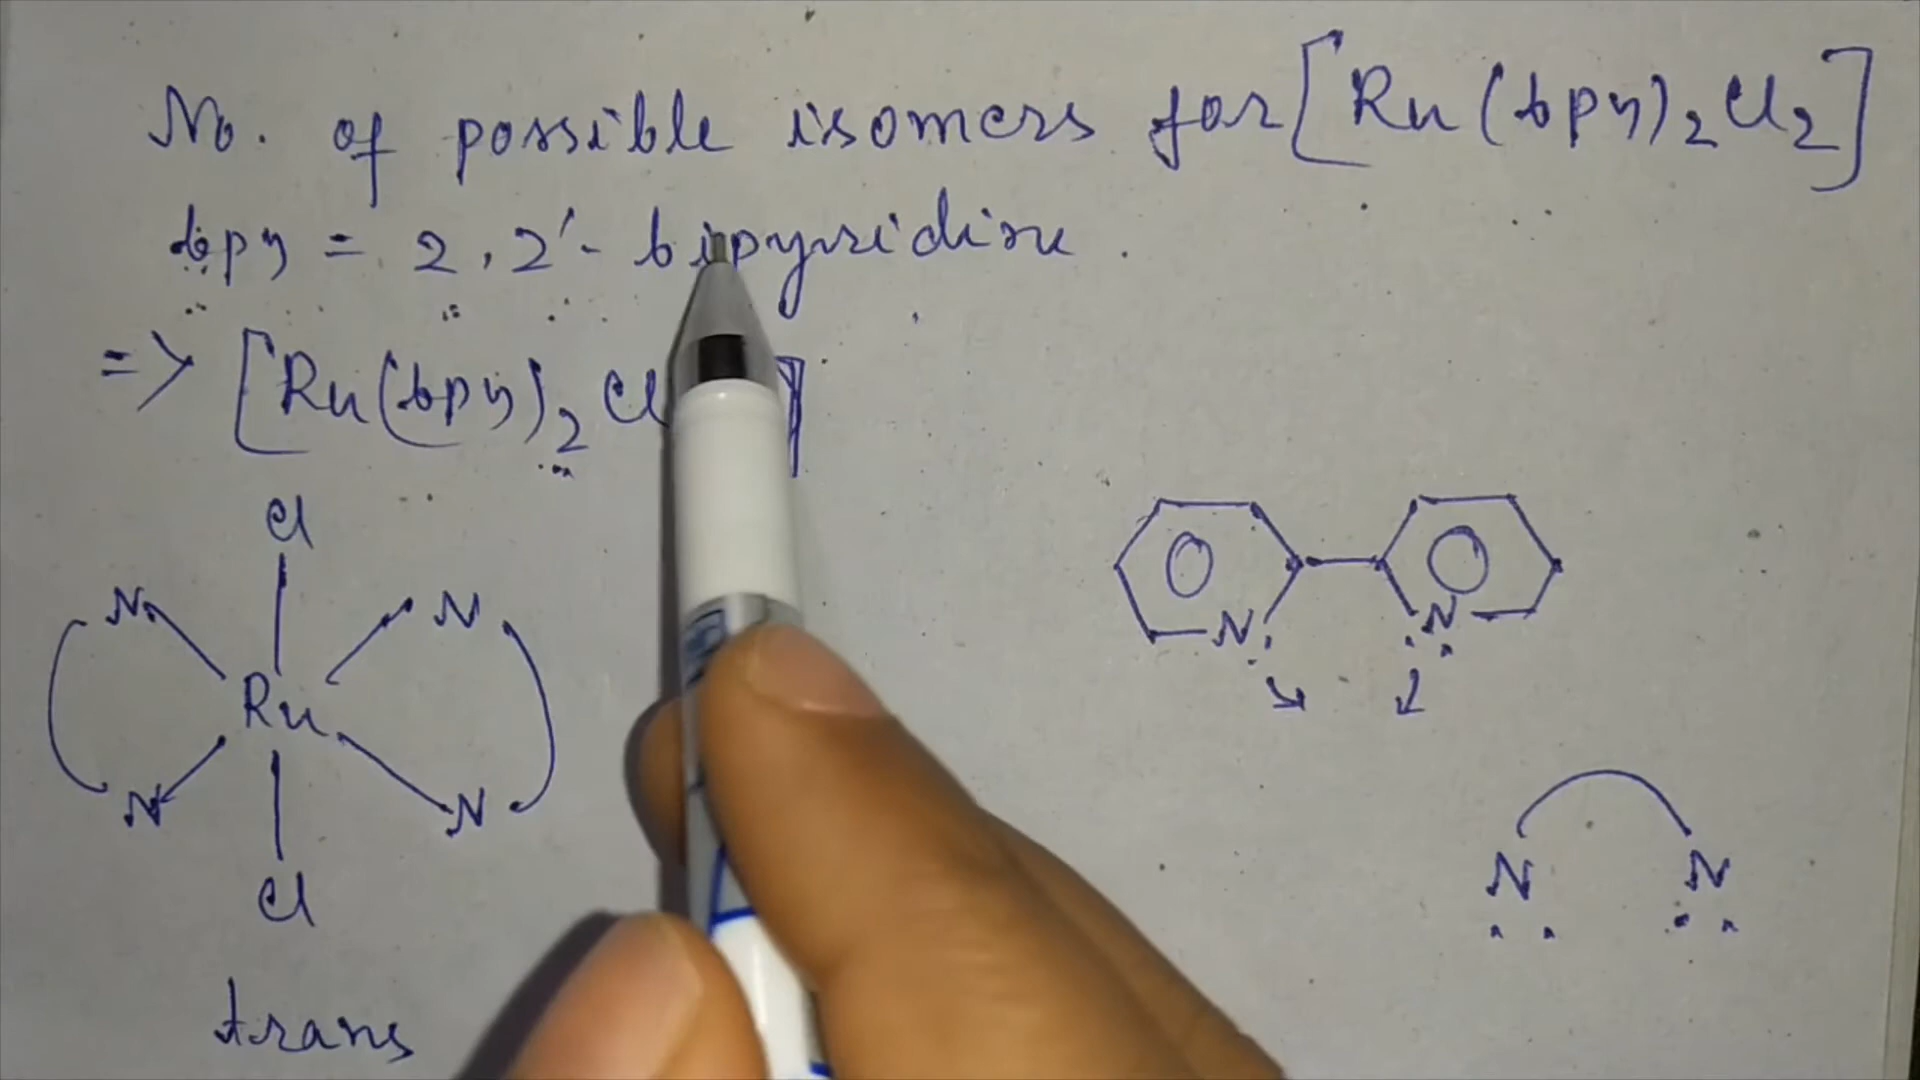 No. of possible isomers for [Ru(bpy)₂Cl₂]
bpy = 2,2'-bipyridine.
=> [Ru(bpy)₂Cl ]
Cl
N N
Ru
N N
Cl
trans
N N
N N